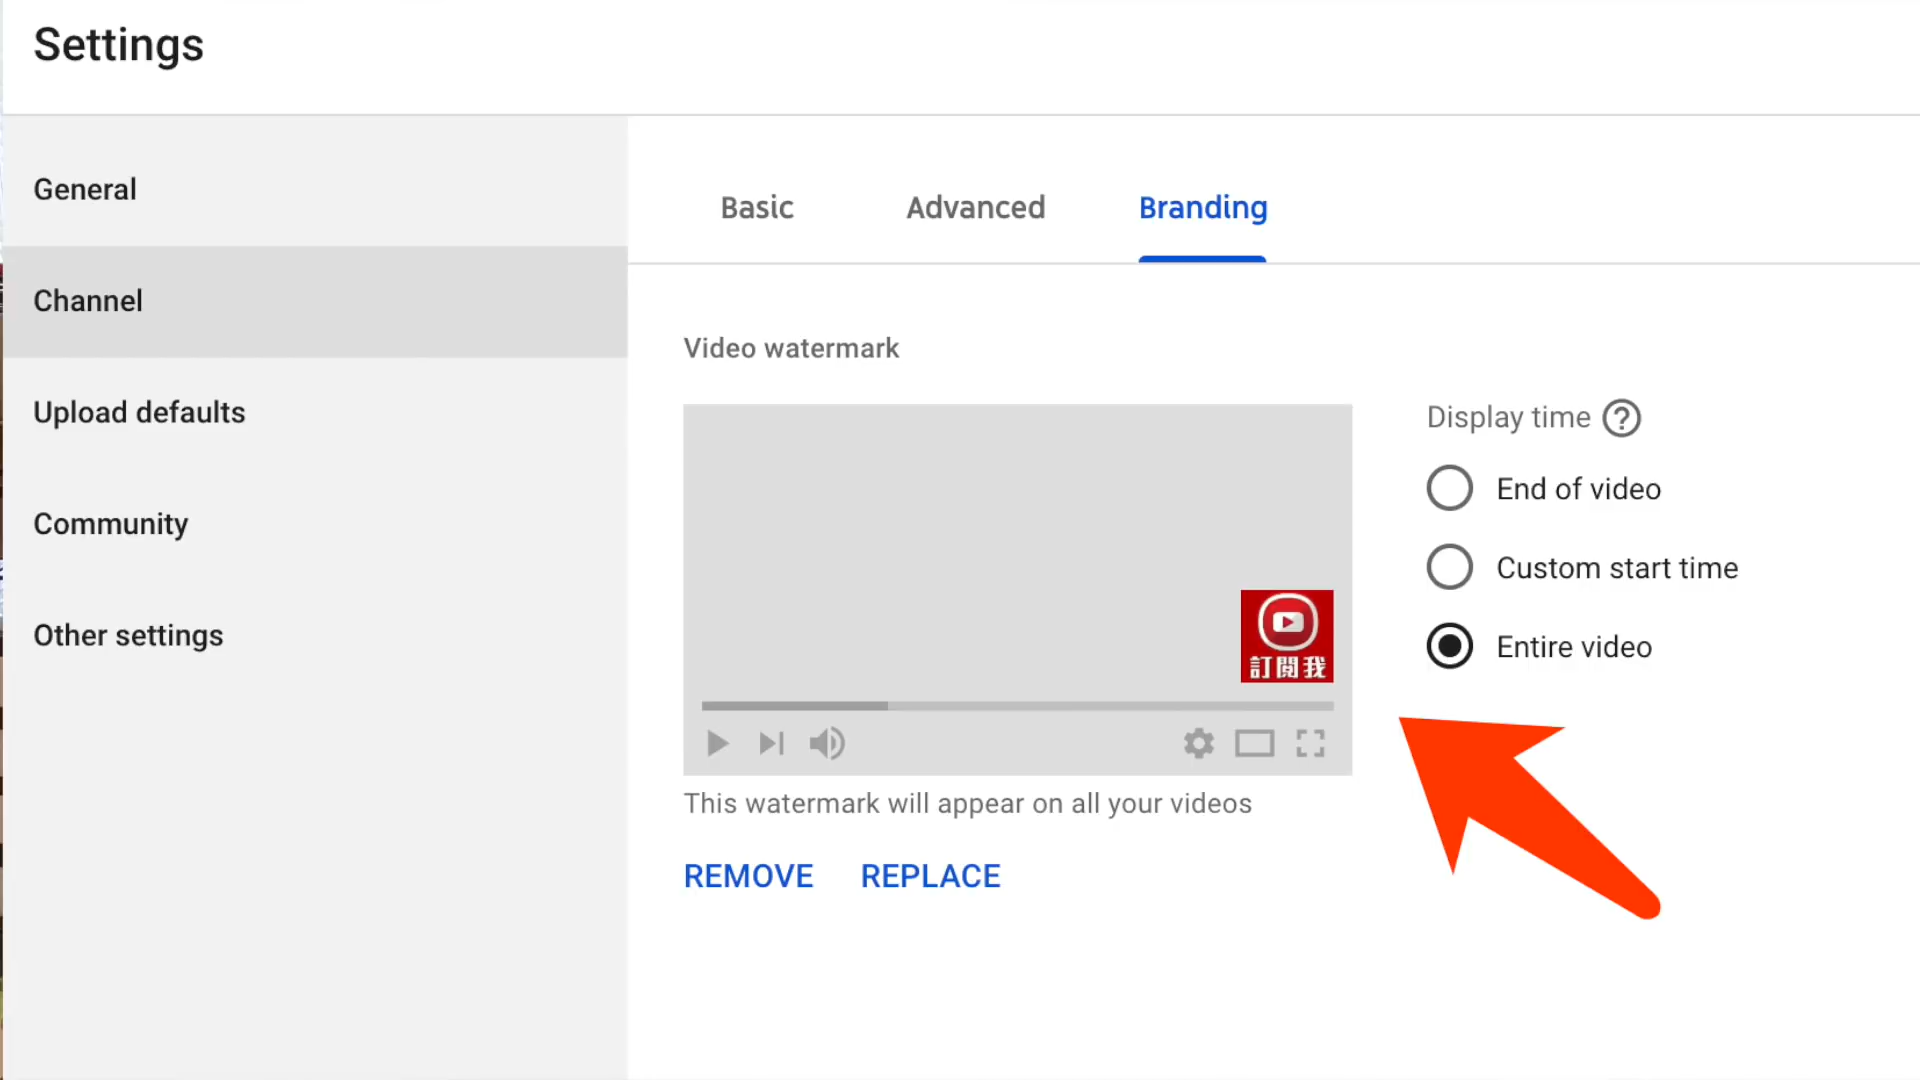 Settings
General
Channel
Upload defaults
Community
Other settings
Basic
Advanced
Branding
Video watermark
訂閱我
This watermark will appear on all your videos
REMOVE
REPLACE
Display time
End of video
Custom start time
Entire video